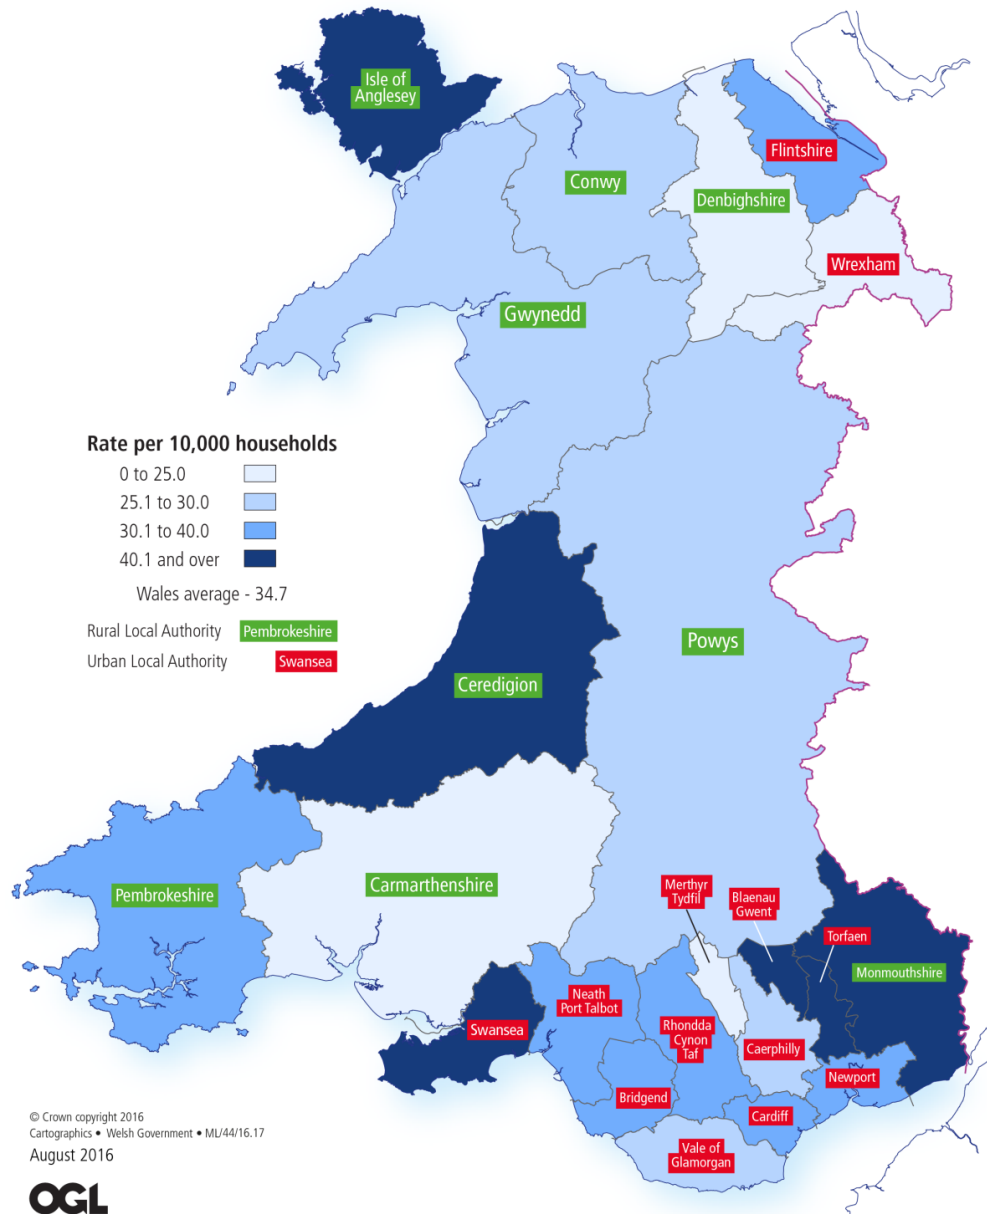 Isle of
Anglesey
Flintshire
Conwy
Denbighshire
Wrexham
Gwynedd
Rate per 10,000 households
0 to 25.0
25.1 to 30.0
30.1 to 40.0
40.1 and over
Wales average - 34.7
Rural Local Authority Pembrokeshire
Urban Local Authority Swansea
Powys
Ceredigion
Carmarthenshire
Pembrokeshire
Merthyr
Tydfil
Blaenau
Gwent
Torfaen
Monmouthshire
Neath
Port Talbot
Swansea
Rhondda
Cynon
Taf
Caerphilly
Newport
Bridgend
Cardiff
Vale of
Glamorgan
© Crown copyright 2016
Cartographics • Welsh Government • ML/44/16.17
August 2016
OGL